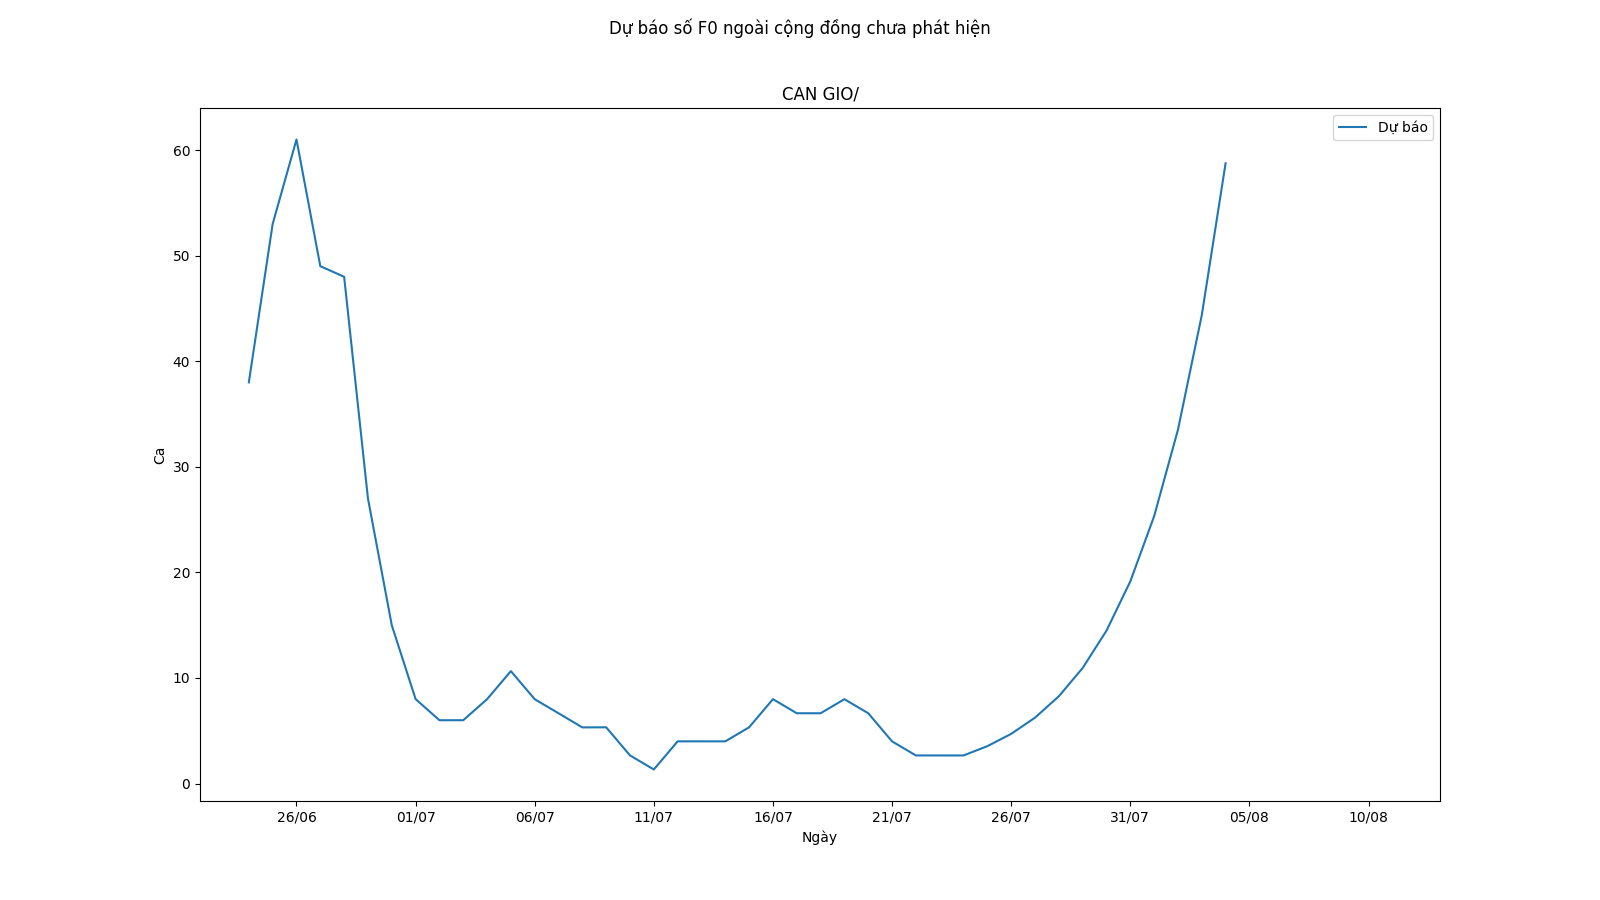 Dự báo số F0 ngoài cộng đồng chưa phát hiện
CAN GIO/
Dự báo
60
50
40
30
20
10
0
Ca
26/06 01/07 06/07 11/07 16/07 21/07 26/07 31/07 05/08 10/08
Ngày